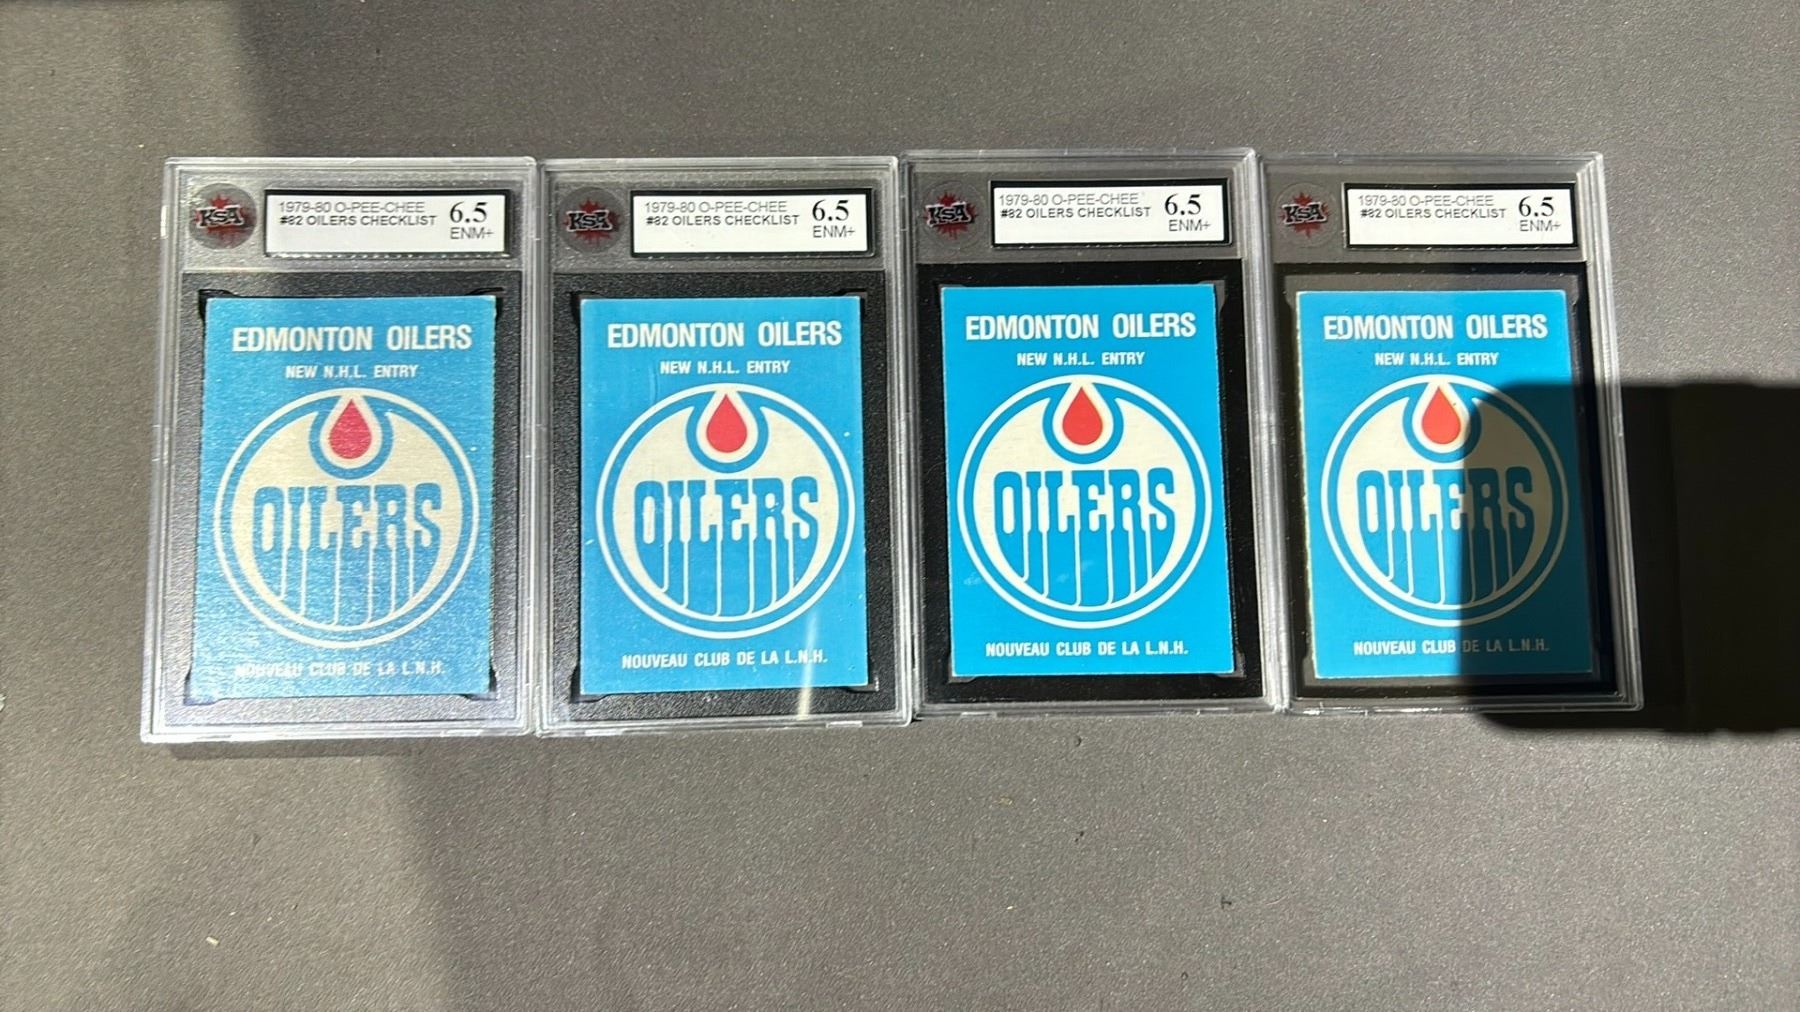 KSA
1979-80 O-PEE-CHEE
#82 OILERS CHECKLIST
6.5
ENM+
EDMONTON OILERS
NEW N.H.L. ENTRY
OILERS
NOUVEAU CLUB DE LA L.N.H.
KSA
1979-80 O-PEE-CHEE
#82 OILERS CHECKLIST
6.5
ENM+
EDMONTON OILERS
NEW N.H.L. ENTRY
OILERS
NOUVEAU CLUB DE LA L.N.H.
KSA
1979-80 O-PEE-CHEE
#82 OILERS CHECKLIST
6.5
ENM+
EDMONTON OILERS
NEW N.H.L. ENTRY
OILERS
NOUVEAU CLUB DE LA L.N.H.
KSA
1979-80 O-PEE-CHEE
#82 OILERS CHECKLIST
6.5
ENM+
EDMONTON OILERS
NEW N.H.L. ENTRY
OILERS
NOUVEAU CLUB DE LA L.N.H.